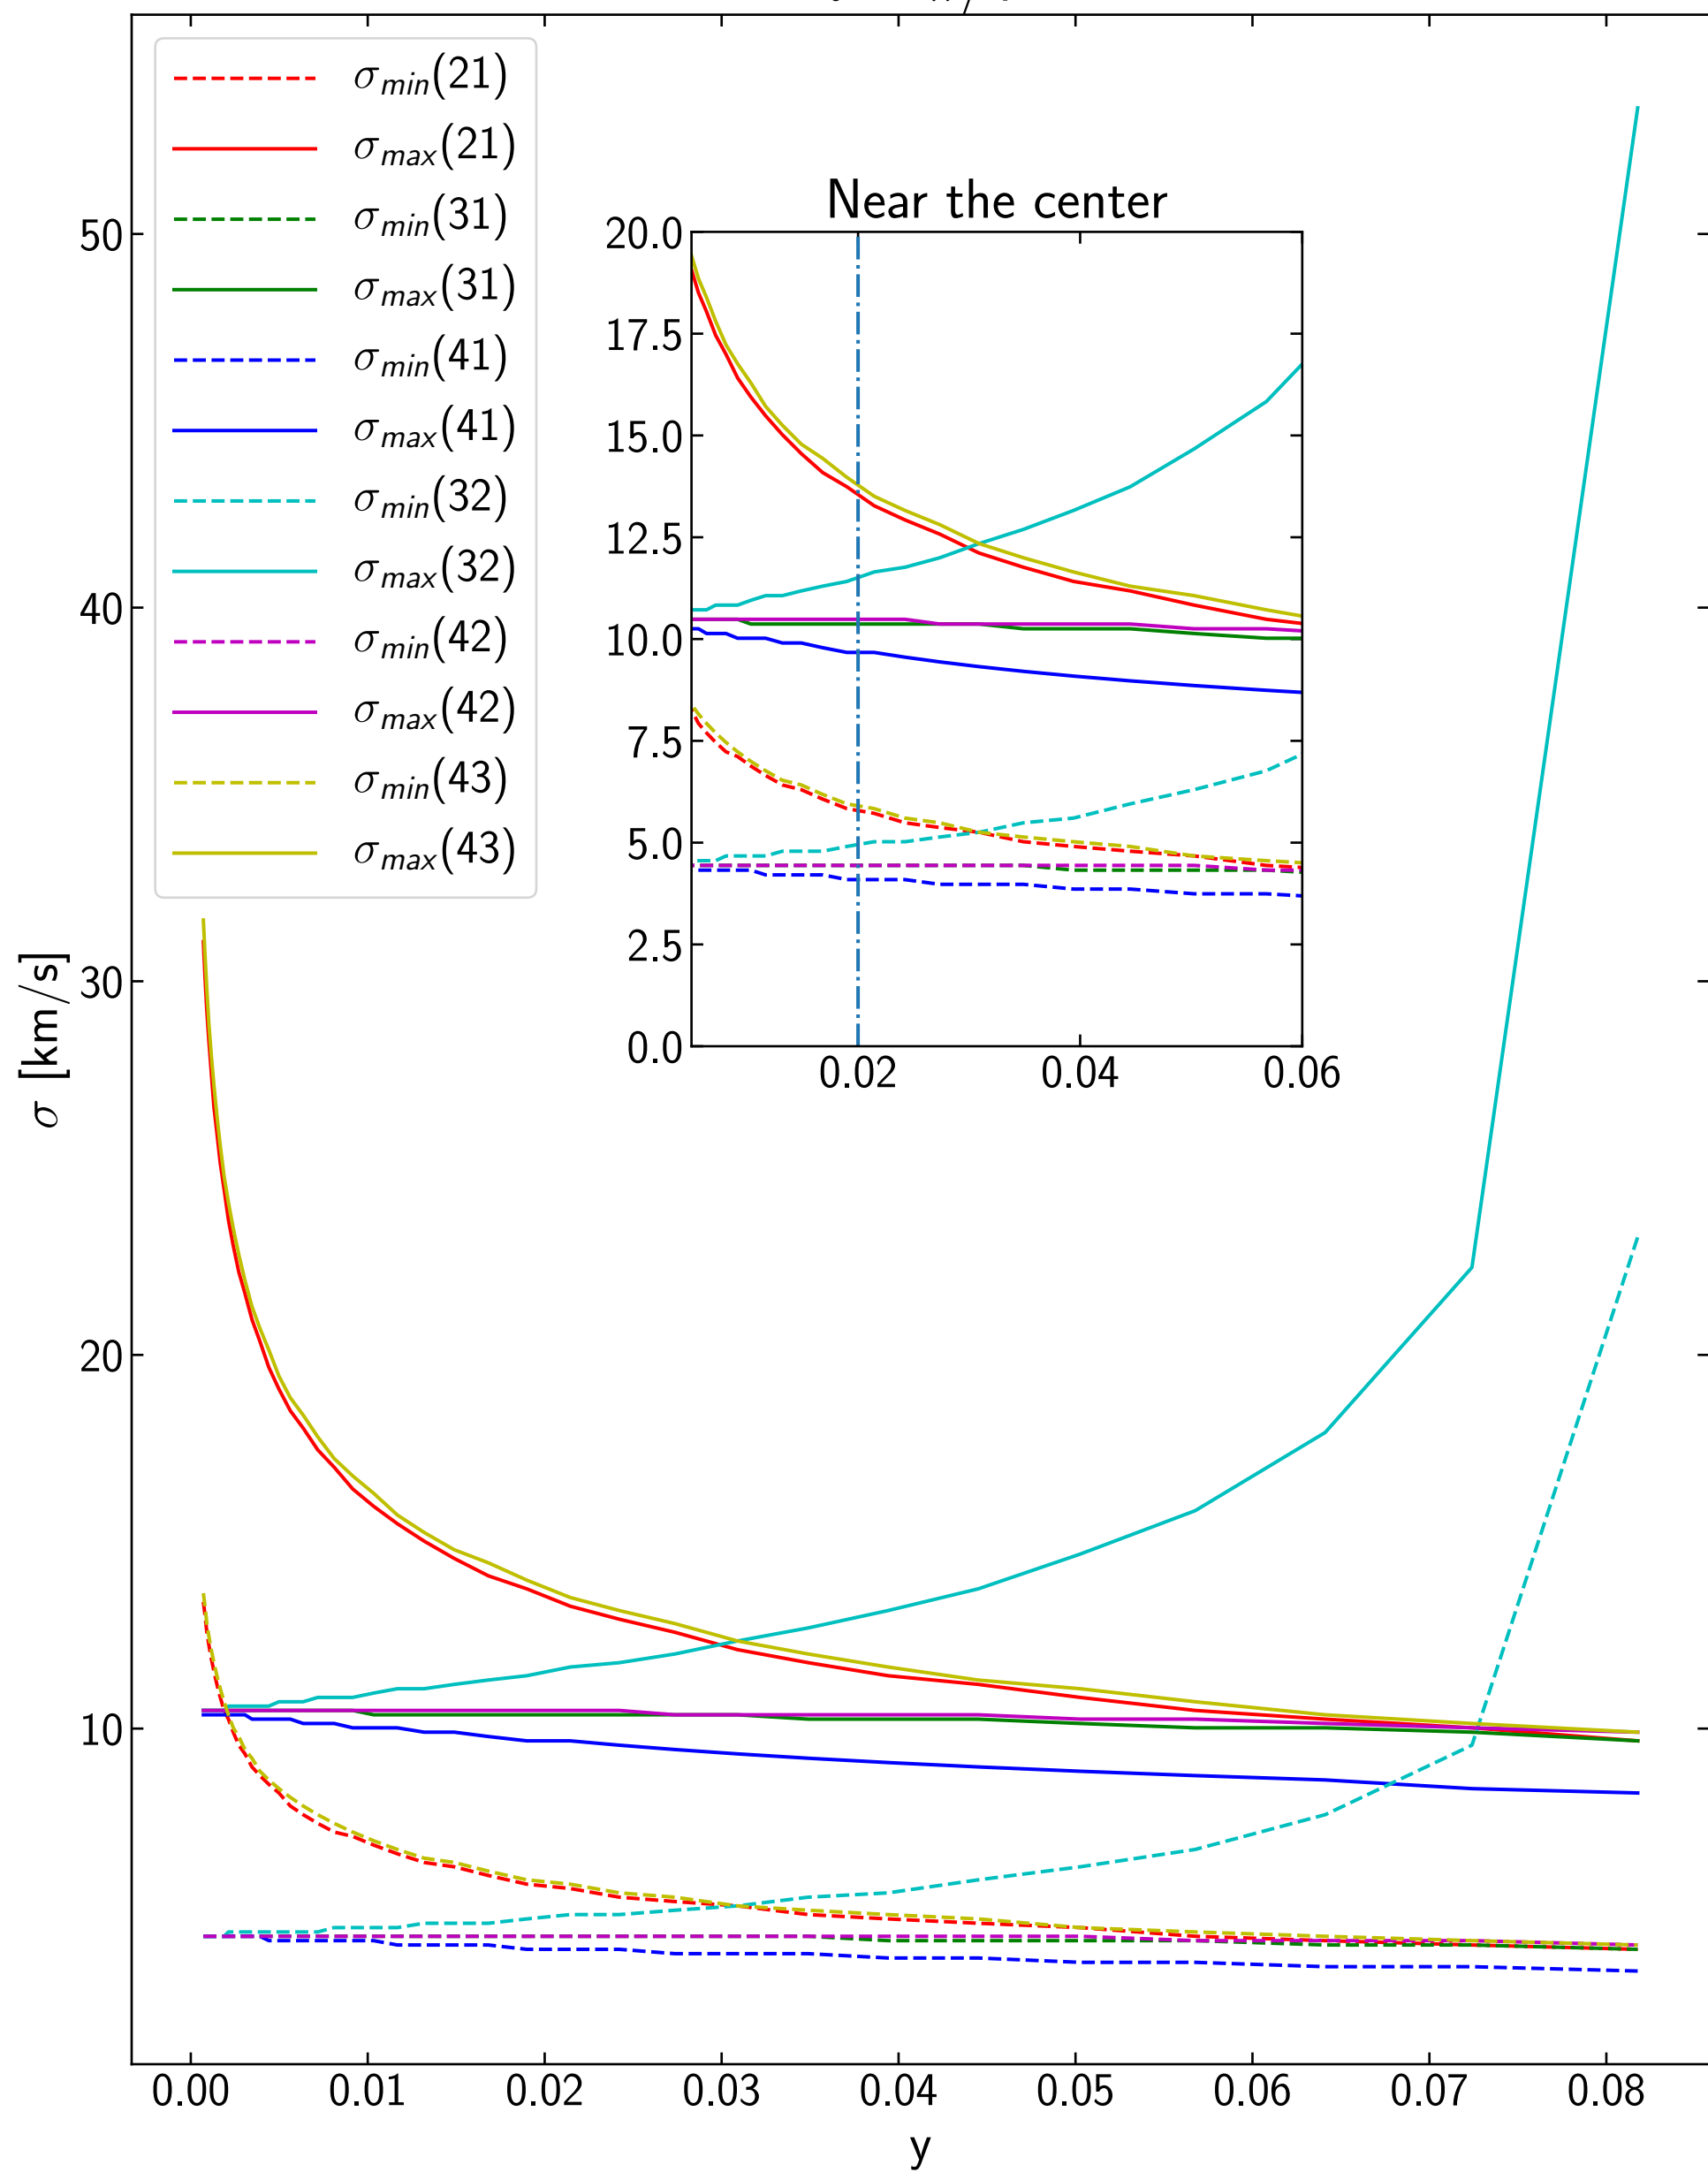 σmin(21)
σmax(21)
σmin(31)
σmax(31)
σmin(41)
σmax(41)
σmin(32)
σmax(32)
σmin(42)
σmax(42)
σmin(43)
σmax(43)
Near the center
20.0
17.5
15.0
12.5
10.0
7.5
5.0
2.5
0.0
0.02 0.04 0.06
50
40
30
20
10
σ [km/s]
0.00 0.01 0.02 0.03 0.04 0.05 0.06 0.07 0.08
y